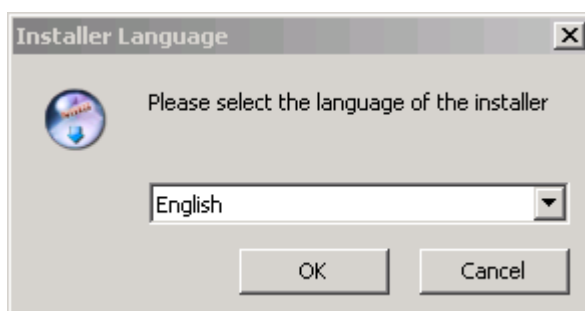 Installer Language
Please select the language of the installer
English
OK
Cancel